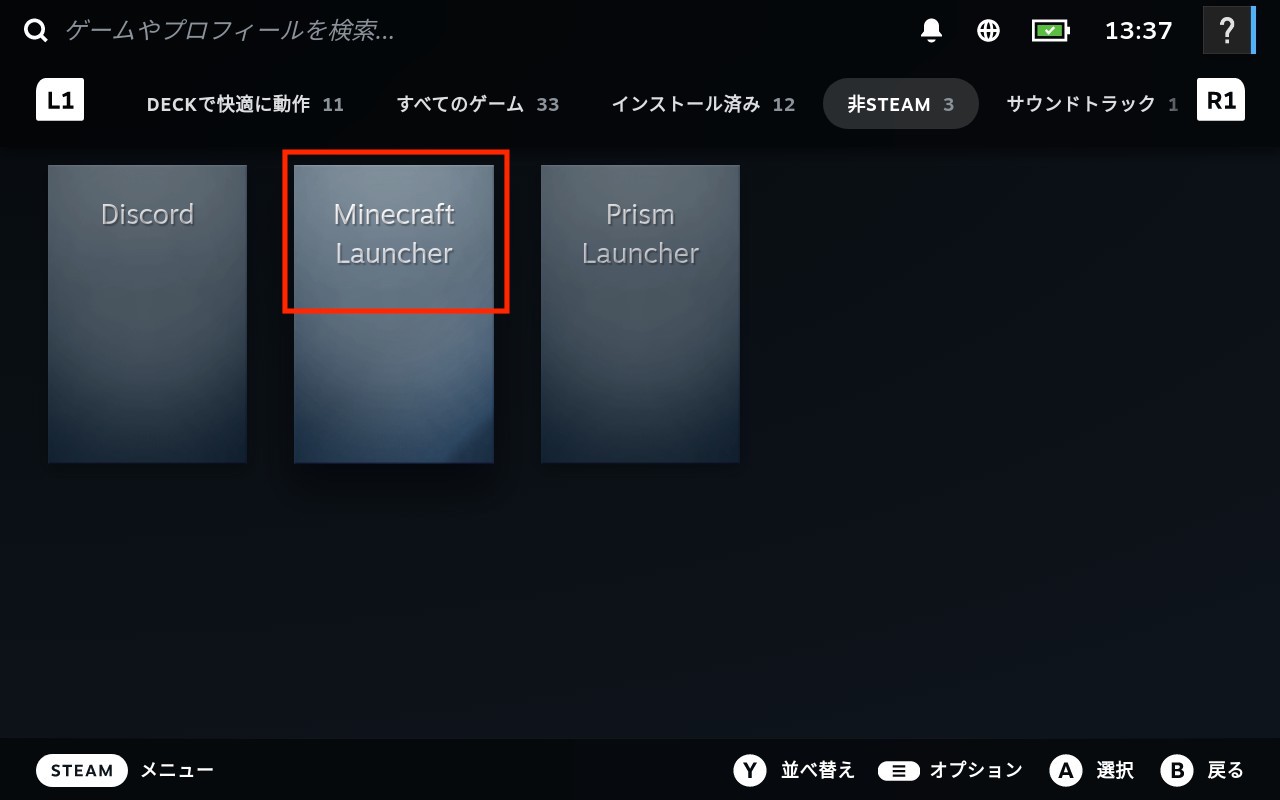 ゲームやプロフィールを検索...
13:37
?
L1
DECKで快適に動作 11
すべてのゲーム 33
インストール済み 12
非STEAM 3
サウンドトラック 1
R1
Discord
Minecraft
Launcher
Prism
Launcher
STEAM メニュー
Y 並べ替え
オプション
A 選択
B 戻る